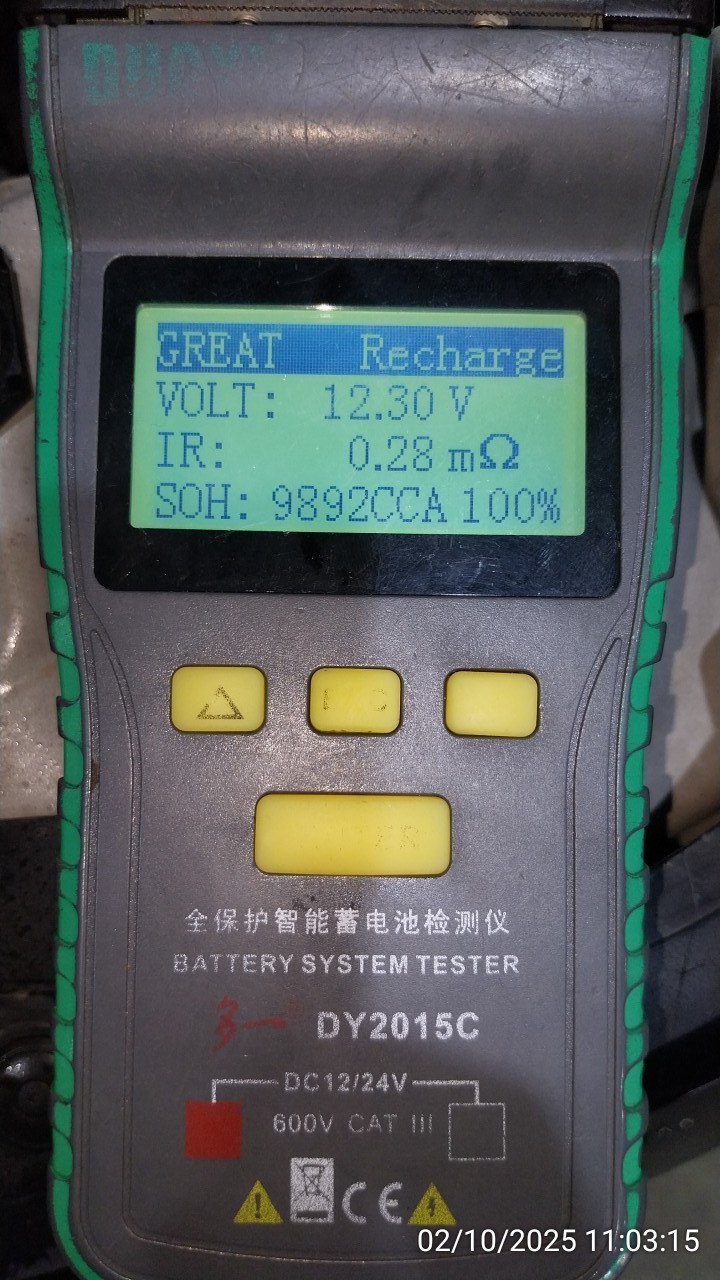 GREAT Recharge
VOLT: 12.30 V
IR: 0.28 mΩ
SOH: 9892CCA 100%
全保护智能蓄电池检测仪
BATTERY SYSTEM TESTER
多一 DY2015C
DC12/24V
600V CAT III
CE
02/10/2025 11:03:15